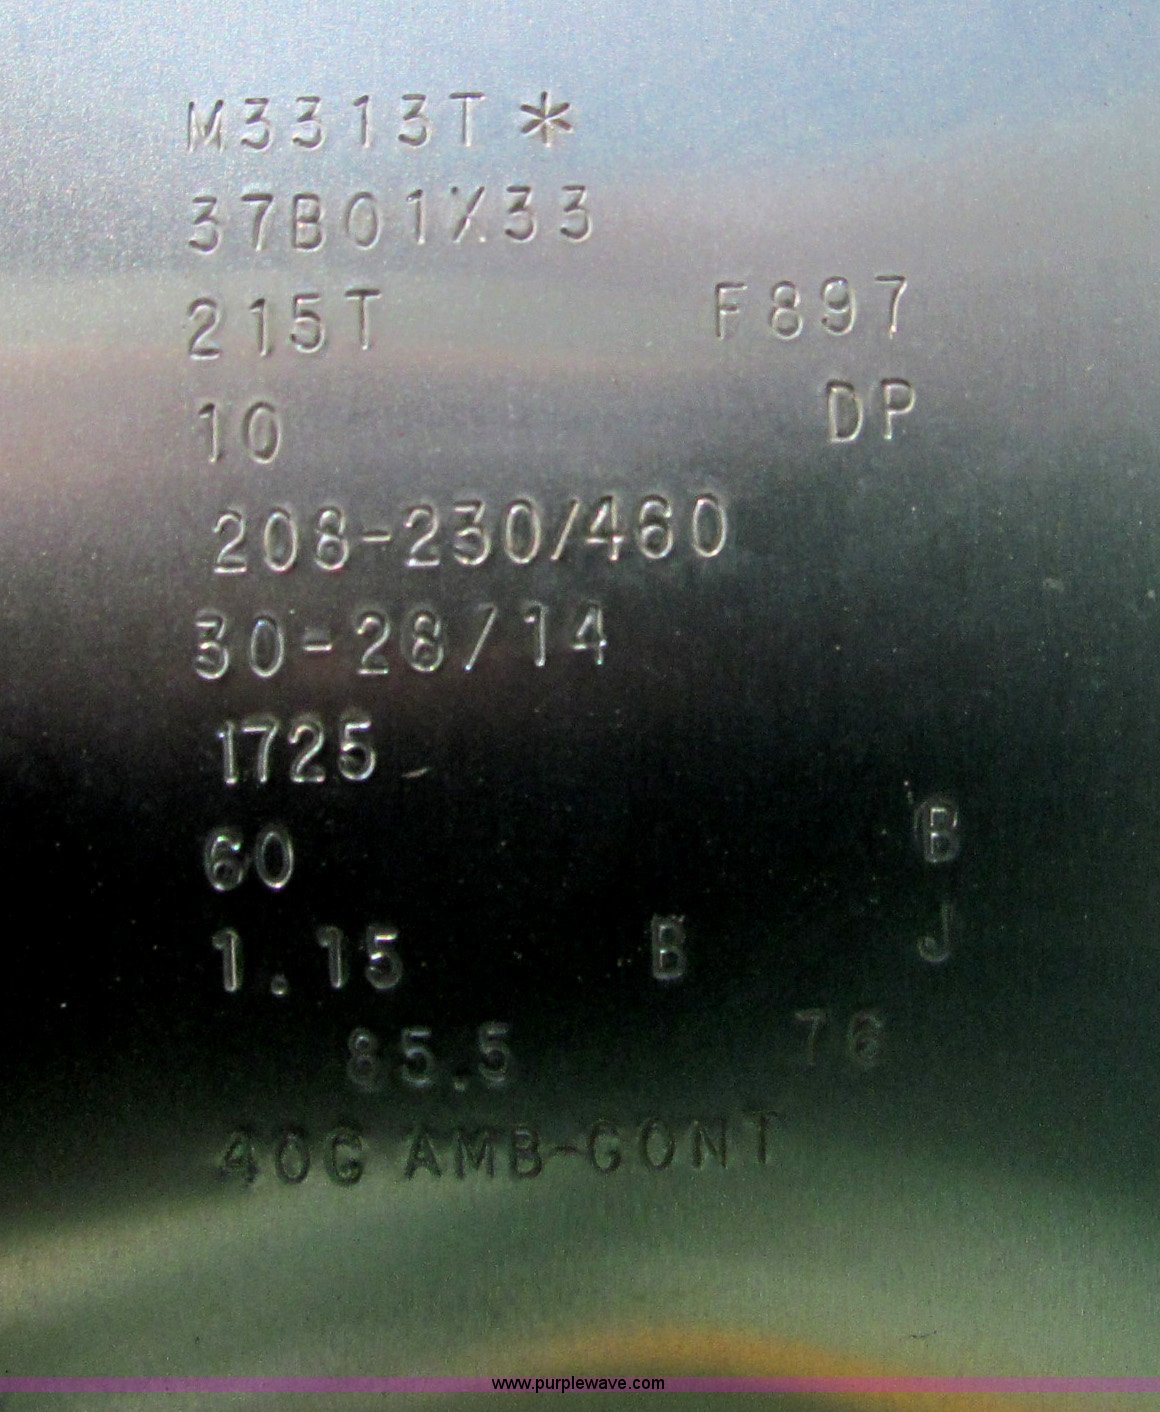 M3313T*
37B01X33
215T F897
10 DP
208-230/460
30-28/14
1725
60 B
1.15 B J
85.5 76
40C AMB-CONT
www.purplewave.com